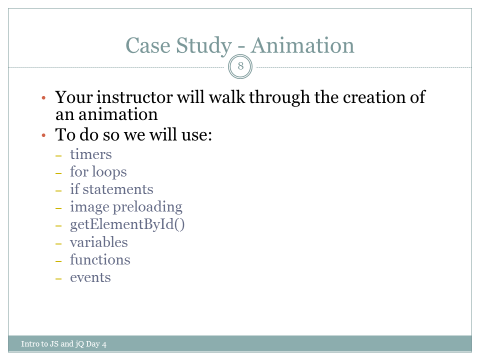 Case Study - Animation
8
• Your instructor will walk through the creation of
an animation
• To do so we will use:
– timers
– for loops
– if statements
– image preloading
– getElementById()
– variables
– functions
– events
Intro to JS and jQ Day 4